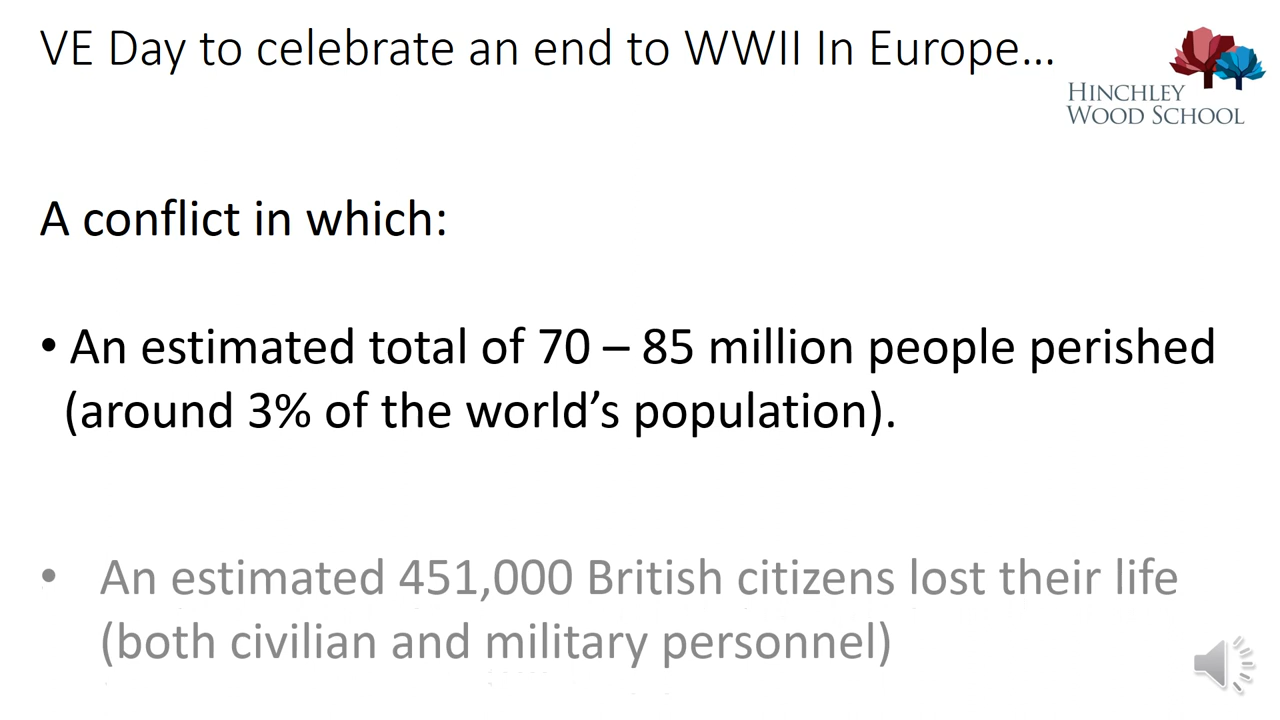 VE Day to celebrate an end to WWII In Europe...
HINCHLEY
WOOD SCHOOL
A conflict in which:
• An estimated total of 70 – 85 million people perished
(around 3% of the world’s population).
• An estimated 451,000 British citizens lost their life
(both civilian and military personnel)